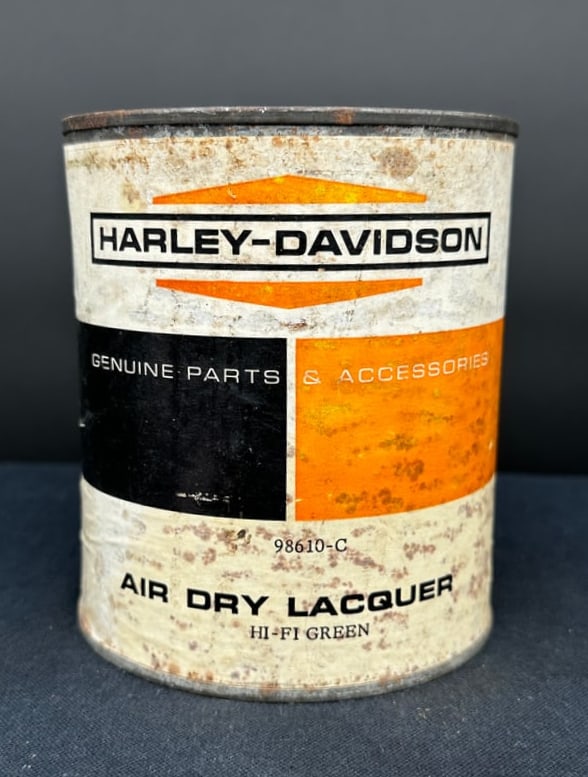 HARLEY-DAVIDSON
GENUINE PARTS & ACCESSORIES
98610-C
AIR DRY LACQUER
HI-FI GREEN